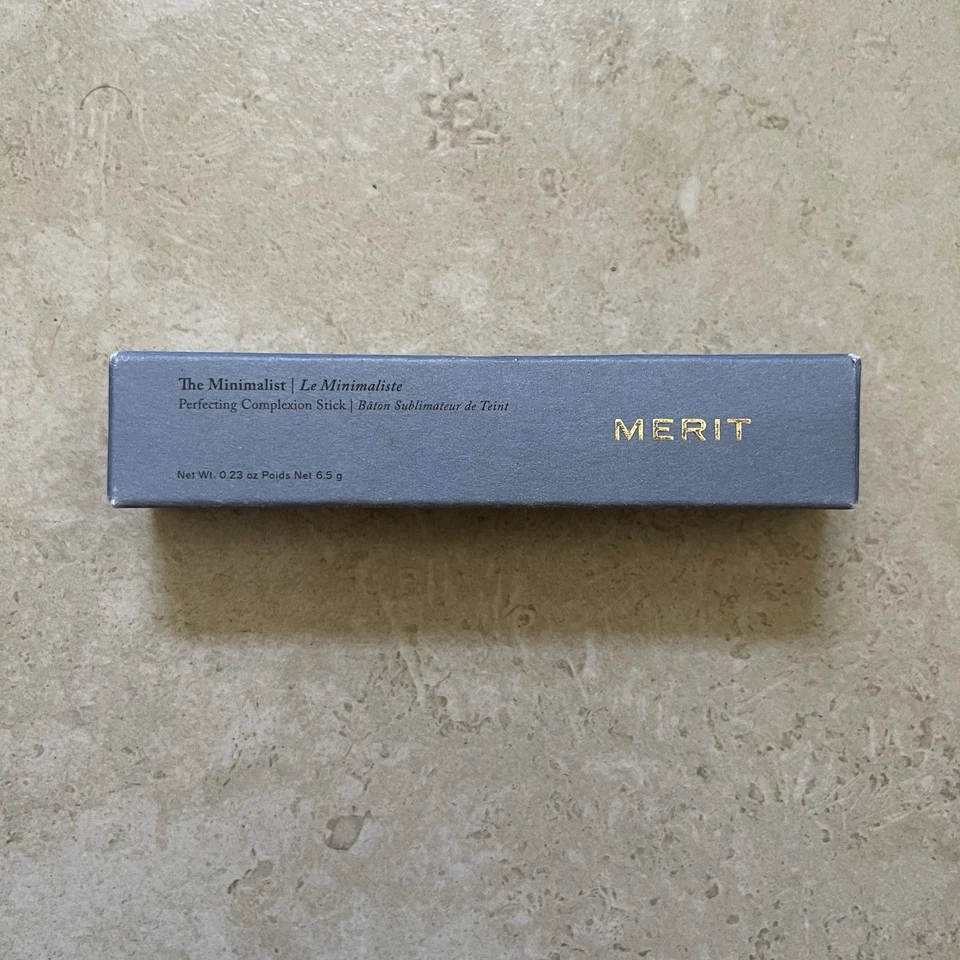 The Minimalist | Le Minimaliste
Perfecting Complexion Stick | Bâton Sublimateur de Teint
MERIT
Net Wt. 0.23 oz Poids Net 6.5 g